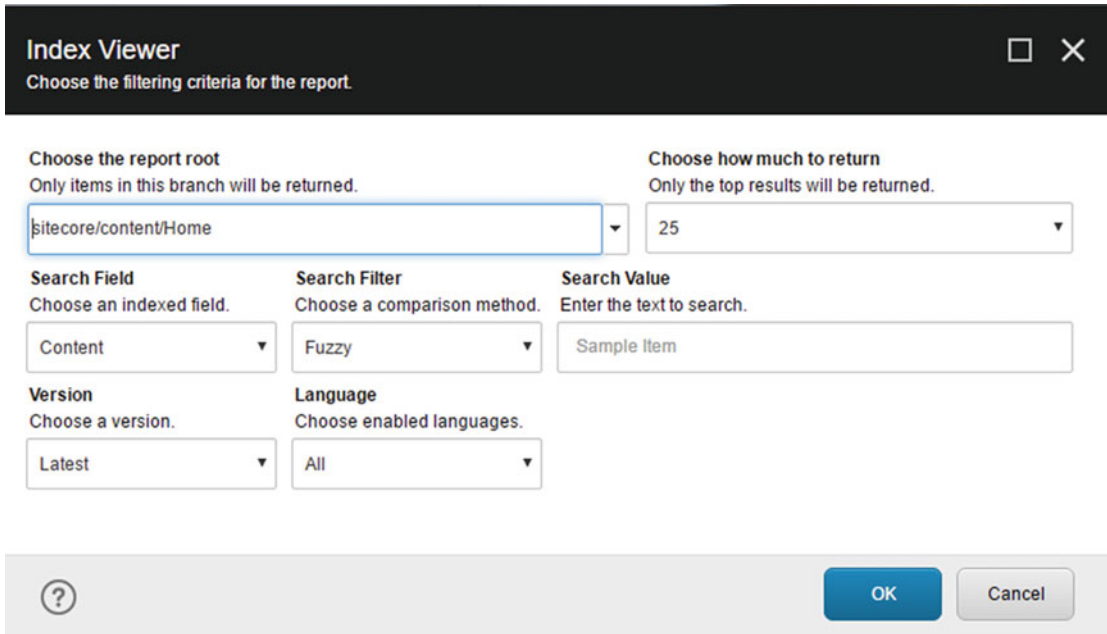 Index Viewer
Choose the filtering criteria for the report.
Choose the report root
Only items in this branch will be returned.
sitecore/content/Home
Choose how much to return
Only the top results will be returned.
25
Search Field
Choose an indexed field.
Content
Search Filter
Choose a comparison method.
Fuzzy
Search Value
Enter the text to search.
Sample Item
Version
Choose a version.
Latest
Language
Choose enabled languages.
All
?
OK
Cancel